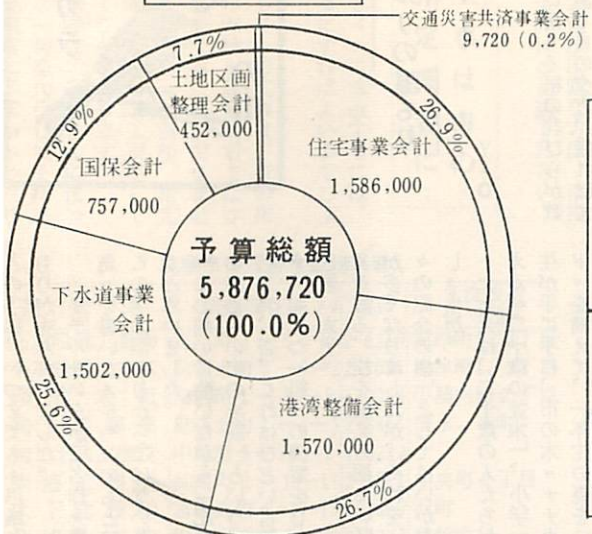 交通災害共済事業会計
9,720(0.2%)
26.9%
住宅事業会計
1,586,000
26.7%
港湾整備会計
1,570,000
25.6%
下水道事業
会計
1,502,000
12.9%
国保会計
757,000
7.7%
土地区画
整理会計
452,000
予算総額
5,876,720
(100.0%)